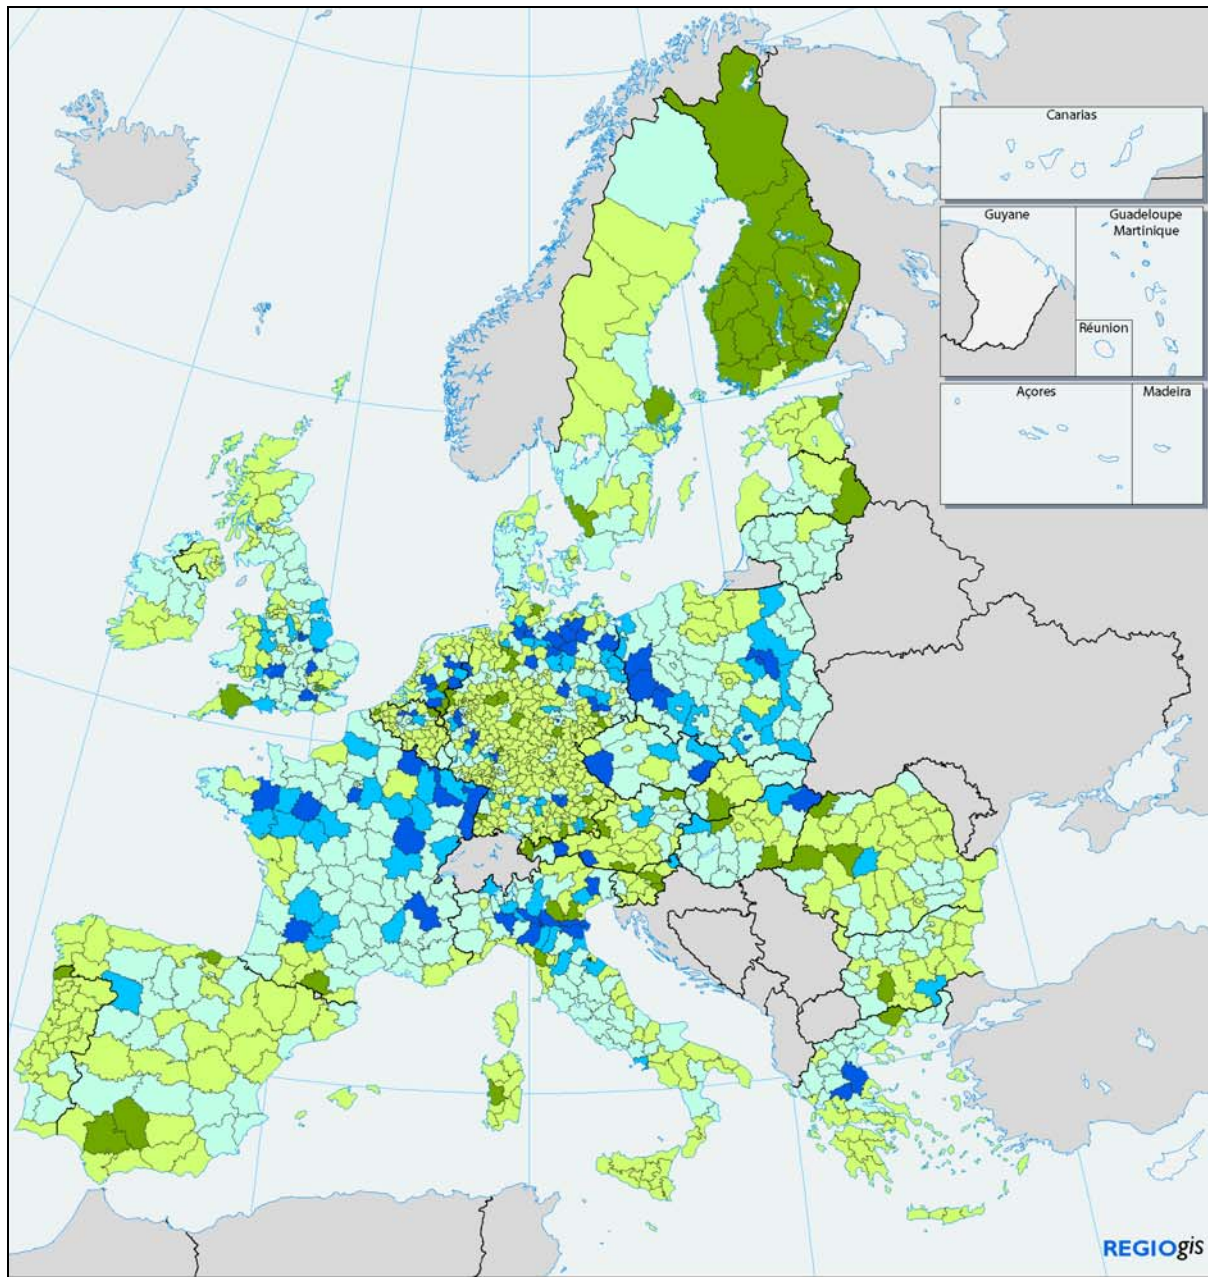 Canarias
Guyane
Guadeloupe
Martinique
Réunion
Açores
Madeira
REGIOgis